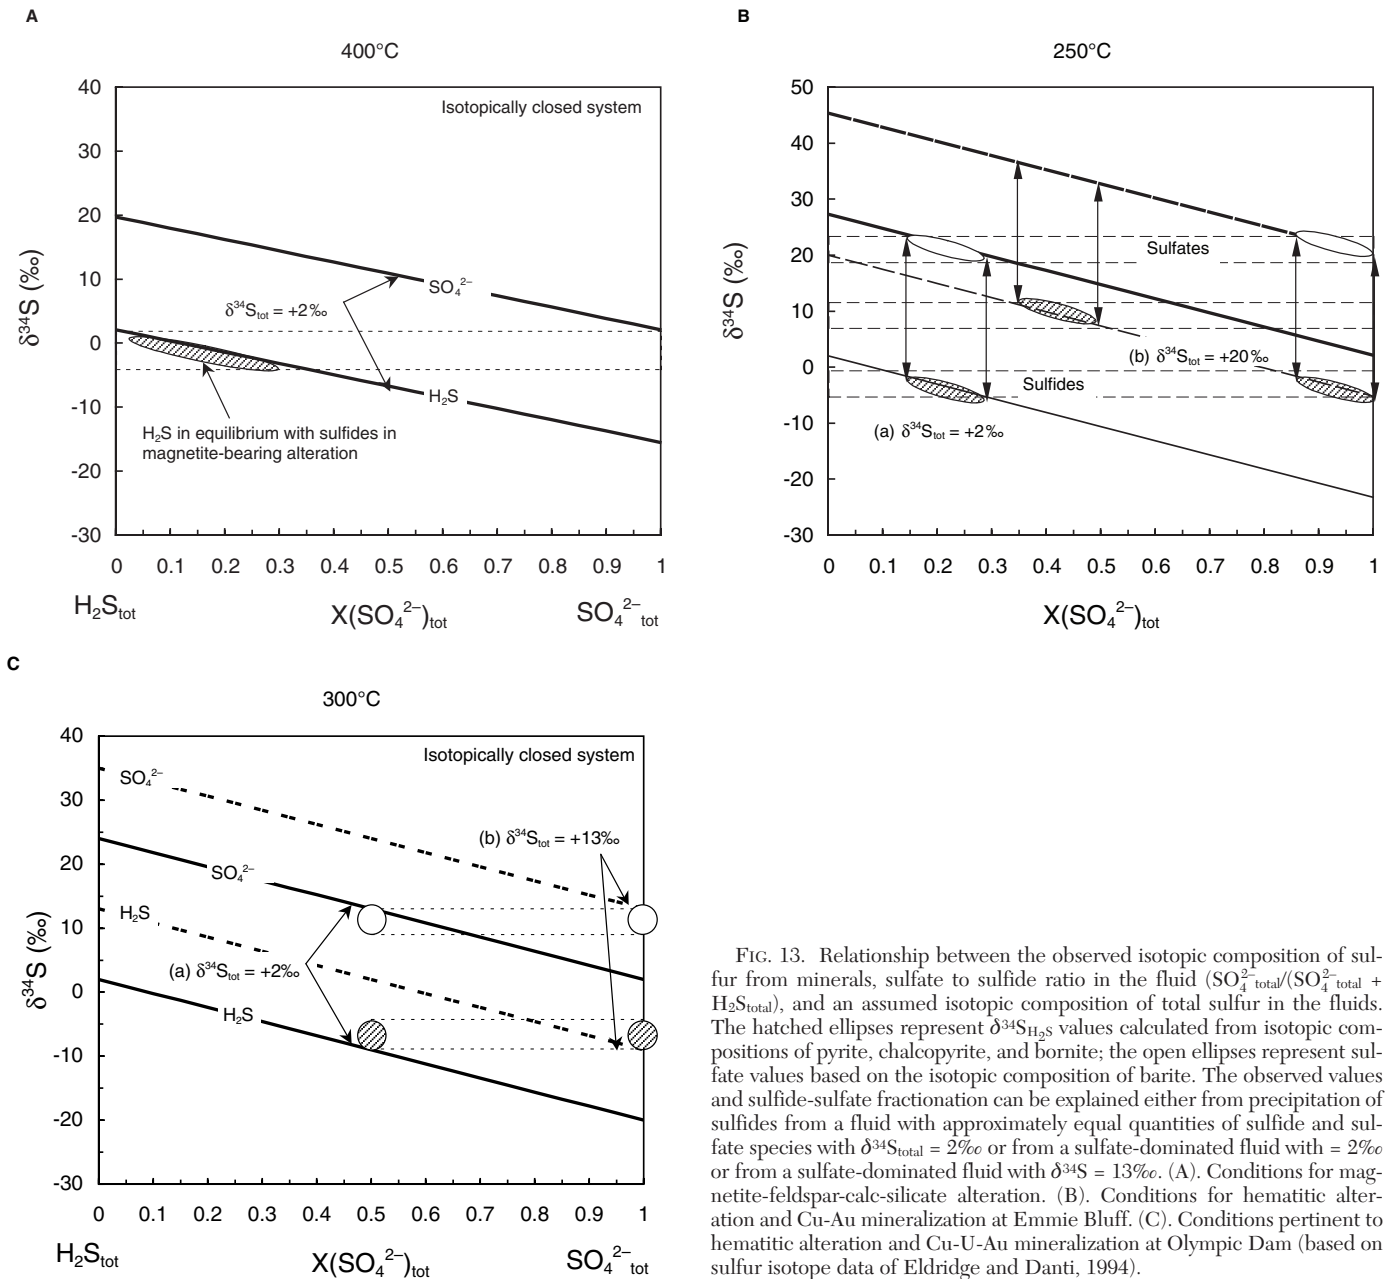 A
400°C
40
30
20
10
0
-10
-20
-30
δ³⁴S (‰)
Isotopically closed system
SO₄²⁻
δ³⁴Stot = +2‰
H₂S
H₂S in equilibrium with sulfides in
magnetite-bearing alteration
0 0.1 0.2 0.3 0.4 0.5 0.6 0.7 0.8 0.9 1
H₂Stot X(SO₄²⁻)tot SO₄²⁻tot
B
250°C
50
40
30
20
10
0
-10
-20
-30
δ³⁴S (‰)
Sulfates
(b) δ³⁴Stot = +20‰
Sulfides
(a) δ³⁴Stot = +2‰
0 0.1 0.2 0.3 0.4 0.5 0.6 0.7 0.8 0.9 1
X(SO₄²⁻)tot
C
300°C
40
30
20
10
0
-10
-20
-30
δ³⁴S (‰)
Isotopically closed system
SO₄²⁻
(b) δ³⁴Stot = +13‰
SO₄²⁻
H₂S
(a) δ³⁴Stot = +2‰
H₂S
0 0.1 0.2 0.3 0.4 0.5 0.6 0.7 0.8 0.9 1
H₂Stot X(SO₄²⁻)tot SO₄²⁻tot
FIG. 13. Relationship between the observed isotopic composition of sul-
fur from minerals, sulfate to sulfide ratio in the fluid (SO₄²⁻total/(SO₄²⁻total +
H₂Stotal), and an assumed isotopic composition of total sulfur in the fluids.
The hatched ellipses represent δ³⁴SH₂S values calculated from isotopic com-
positions of pyrite, chalcopyrite, and bornite; the open ellipses represent sul-
fate values based on the isotopic composition of barite. The observed values
and sulfide-sulfate fractionation can be explained either from precipitation of
sulfides from a fluid with approximately equal quantities of sulfide and sul-
fate species with δ³⁴Stotal = 2‰ or from a sulfate-dominated fluid with = 2‰
or from a sulfate-dominated fluid with δ³⁴S = 13‰. (A). Conditions for mag-
netite-feldspar-calc-silicate alteration. (B). Conditions for hematitic alter-
ation and Cu-Au mineralization at Emmie Bluff. (C). Conditions pertinent to
hematitic alteration and Cu-U-Au mineralization at Olympic Dam (based on
sulfur isotope data of Eldridge and Danti, 1994).